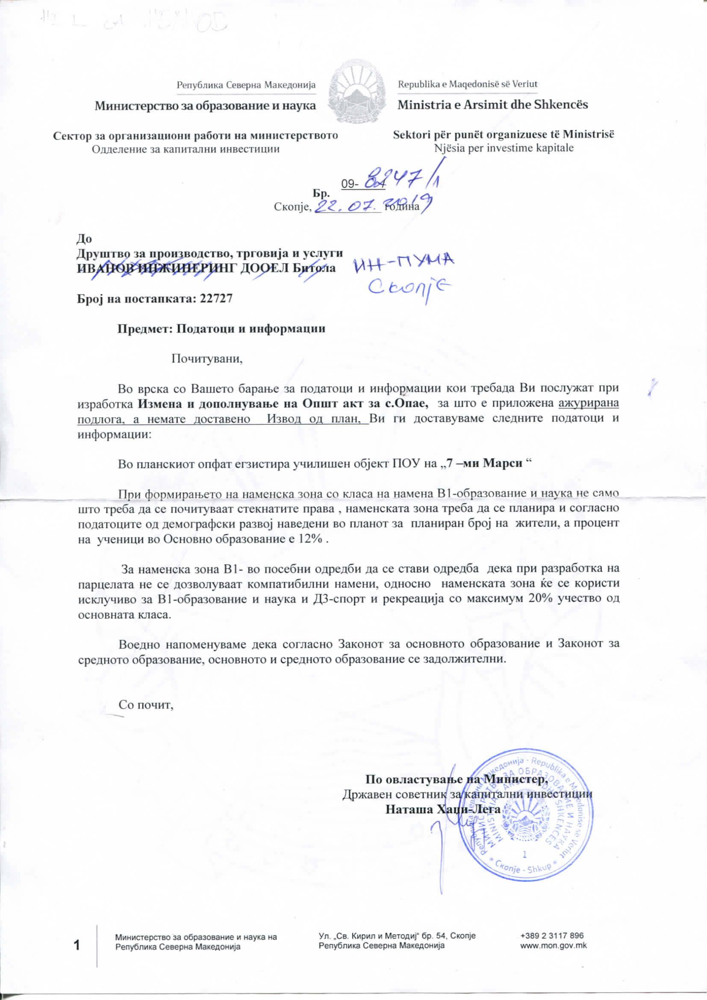 Република Северна Македонија
Министерство за образование и наука
Republika e Maqedonisë së Veriut
Ministria e Arsimit dhe Shkencës
Сектор за организациони работи на министерството
Одделение за капитални инвестиции
Sektori për punët organizuese të Ministrisë
Njësia per investime kapitale
Бр. 09- 8247/1
Скопје, 22.07.2019 година
До
Друштво за производство, трговија и услуги
ИВАНОВ ИНЖИНЕРИНГ ДООЕЛ Битола
ИН-ПУМА
Скопје
Број на постапката: 22727
Предмет: Податоци и информации
Почитувани,
Во врска со Вашето барање за податоци и информации кои требада Ви послужат при
изработка Измена и дополнување на Општ акт за с.Опае, за што е приложена ажурирана
подлога, а немате доставено Извод од план, Ви ги доставуваме следните податоци и
информации:
Во планскиот опфат егзистира училишен објект ПОУ на „7 –ми Марси “
При формирањето на наменска зона со класа на намена В1-образование и наука не само
што треба да се почитуваат стекнатите права , наменската зона треба да се планира и согласно
податоците од демографски развој наведени во планот за планиран број на жители, а процент
на ученици во Основно образование е 12% .
За наменска зона В1- во посебни одредби да се стави одредба дека при разработка на
парцелата не се дозволуваат компатибилни намени, односно наменската зона ќе се користи
исклучиво за В1-образование и наука и Д3-спорт и рекреација со максимум 20% учество од
основната класа.
Воедно напоменуваме дека согласно Законот за основното образование и Законот за
средното образование, основното и средното образование се задолжителни.
Со почит,
По овластување на Министер,
Државен советник за капитални инвестиции
Наташа Хаџи-Лега
Република Северна Македонија - Republika e Maqedonise se Veriut
МИНИСТЕРСТВО ЗА ОБРАЗОВАНИЕ И НАУКА
MINISTRIA E ARSIMIT DHE SHKENCES
1
* Скопје - Shkup *
1
Министерство за образование и наука на
Република Северна Македонија
Ул. „Св. Кирил и Методиј“ бр. 54, Скопје
Република Северна Македонија
+389 2 3117 896
www.mon.gov.mk